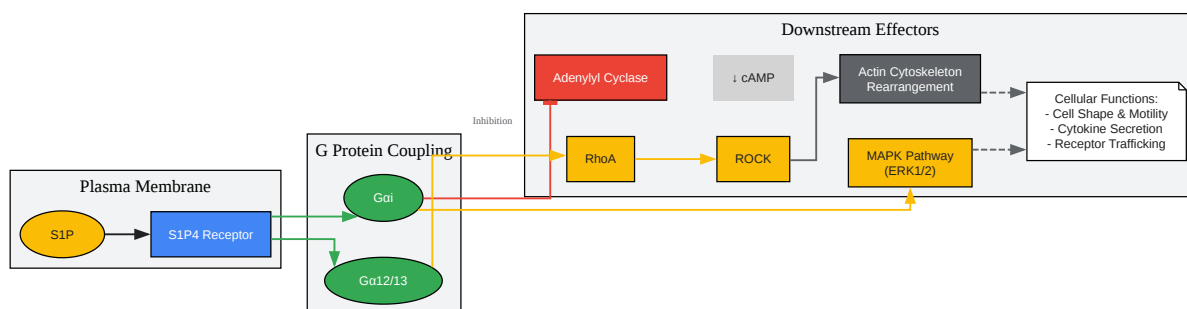 Plasma Membrane
S1P
S1P4 Receptor
G Protein Coupling
Gαi
Gα12/13
Inhibition
Downstream Effectors
Adenylyl Cyclase
↓ cAMP
Actin Cytoskeleton
Rearrangement
RhoA
ROCK
MAPK Pathway
(ERK1/2)
Cellular Functions:
- Cell Shape & Motility
- Cytokine Secretion
- Receptor Trafficking